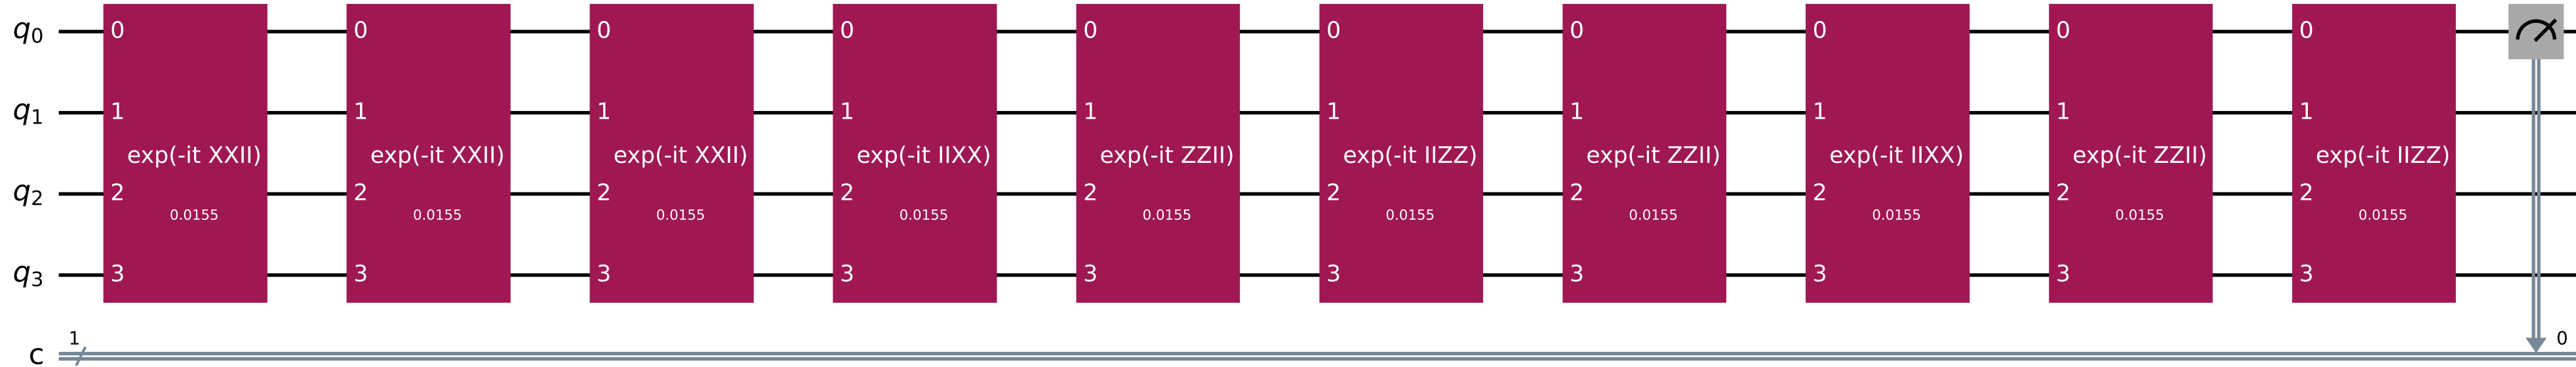 q0 0 0 0 0 0 0 0 0 0 0
q1 1 1 1 1 1 1 1 1 1 1
exp(-it XXII) exp(-it XXII) exp(-it XXII) exp(-it IIXX) exp(-it ZZII) exp(-it IIZZ) exp(-it ZZII) exp(-it IIXX) exp(-it ZZII) exp(-it IIZZ)
q2 2 2 2 2 2 2 2 2 2 2
0.0155 0.0155 0.0155 0.0155 0.0155 0.0155 0.0155 0.0155 0.0155 0.0155
q3 3 3 3 3 3 3 3 3 3 3
1 0
c